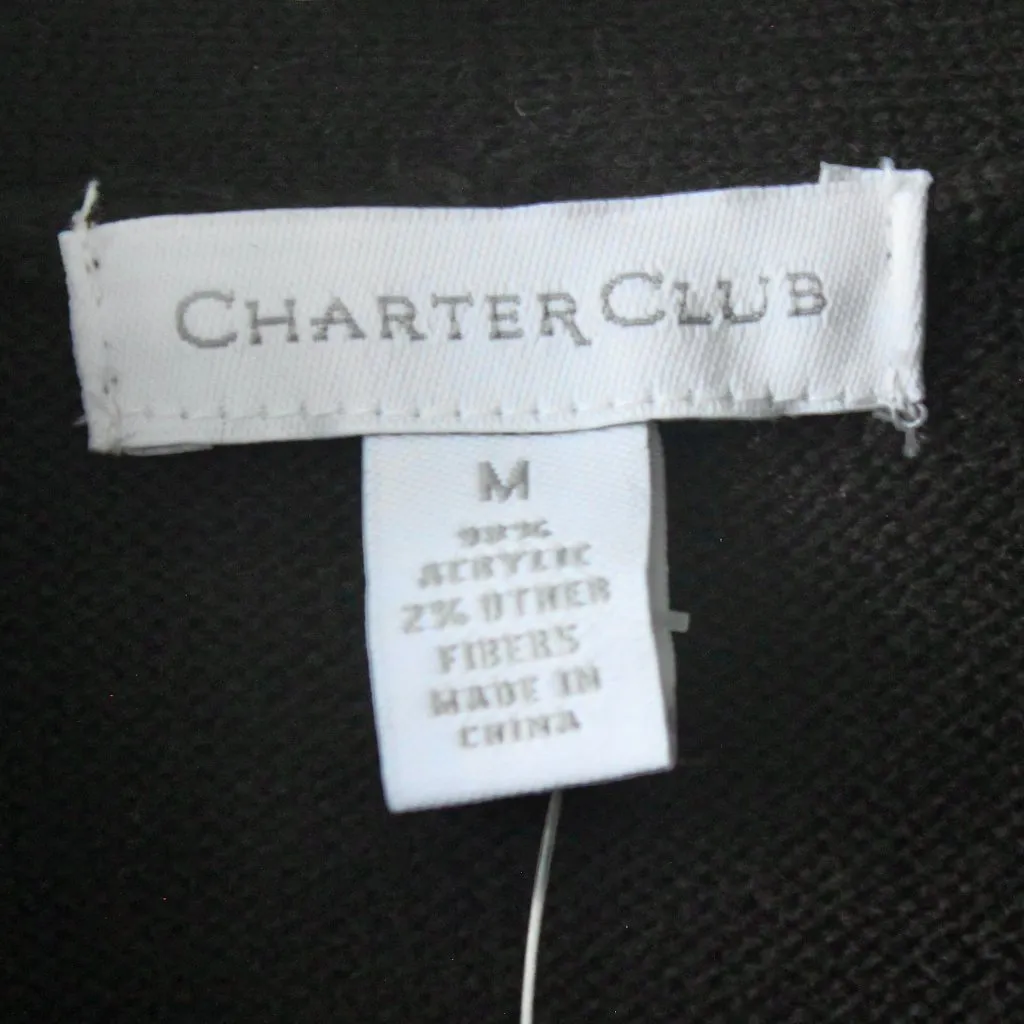 CHARTER CLUB
M
98%
ACRYLIC
2% OTHER
FIBERS
MADE IN
CHINA